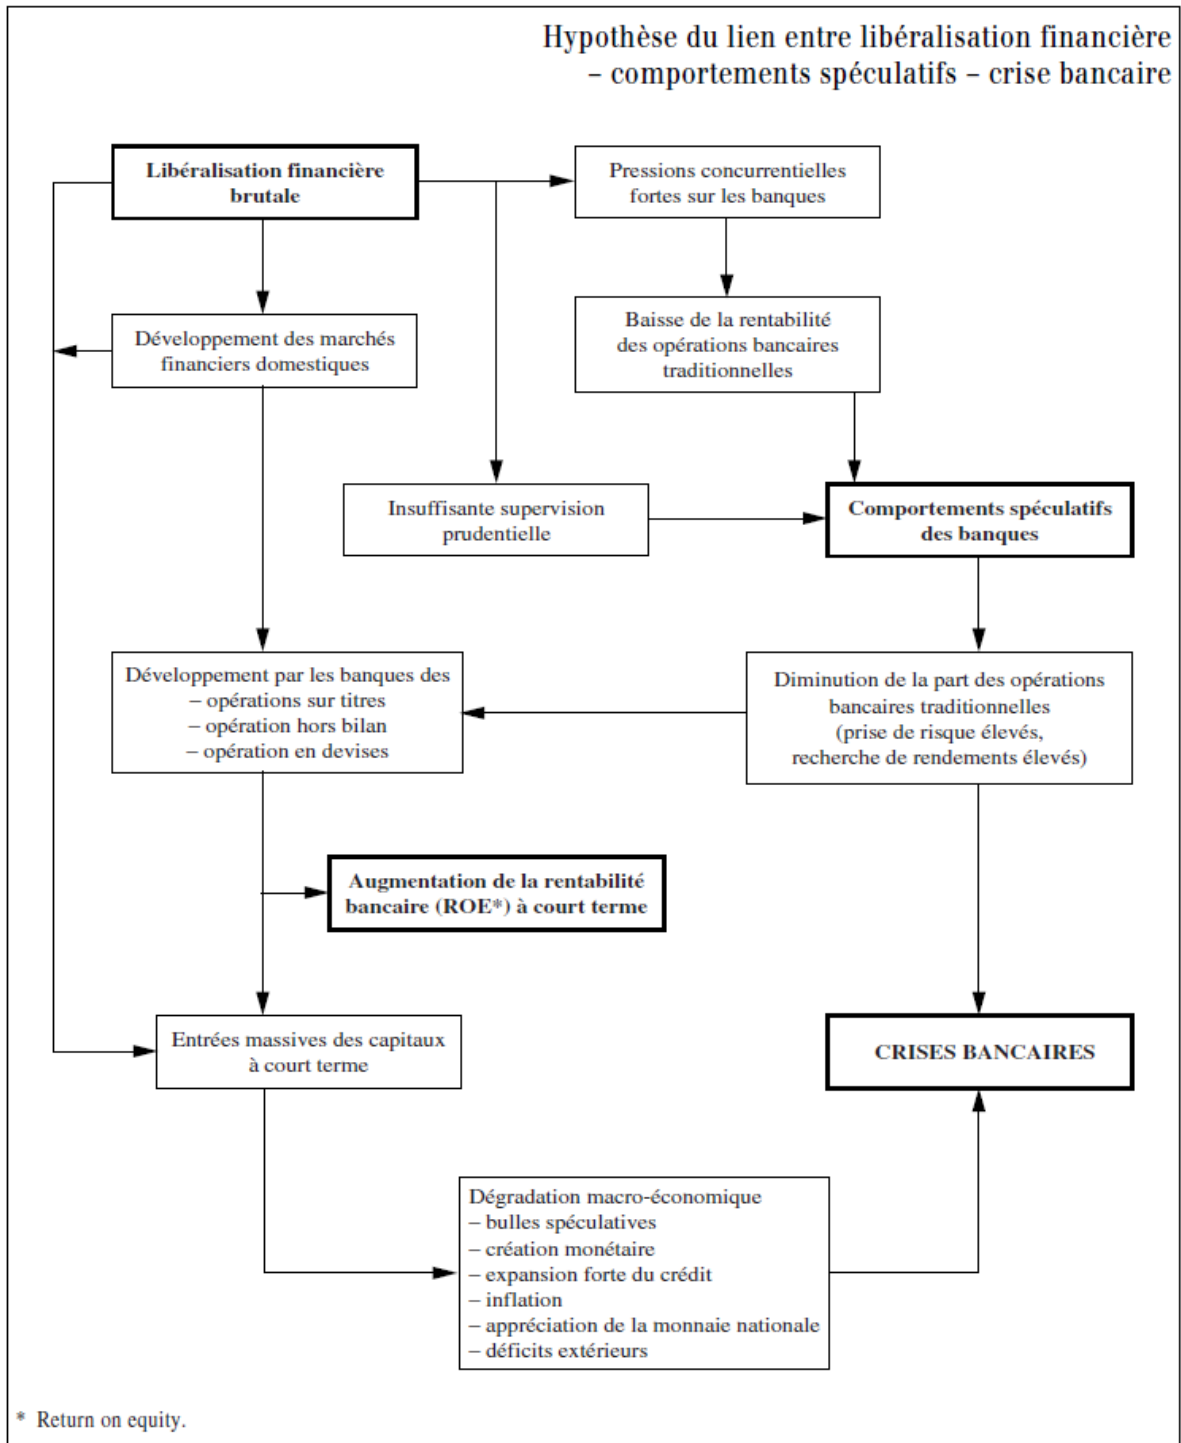 Hypothèse du lien entre libéralisation financière
– comportements spéculatifs – crise bancaire
Libéralisation financière
brutale
Pressions concurrentielles
fortes sur les banques
Développement des marchés
financiers domestiques
Baisse de la rentabilité
des opérations bancaires
traditionnelles
Insuffisante supervision
prudentielle
Comportements spéculatifs
des banques
Développement par les banques des
– opérations sur titres
– opération hors bilan
– opération en devises
Diminution de la part des opérations
bancaires traditionnelles
(prise de risque élevés,
recherche de rendements élevés)
Augmentation de la rentabilité
bancaire (ROE*) à court terme
Entrées massives des capitaux
à court terme
CRISES BANCAIRES
Dégradation macro-économique
– bulles spéculatives
– création monétaire
– expansion forte du crédit
– inflation
– appréciation de la monnaie nationale
– déficits extérieurs
* Return on equity.